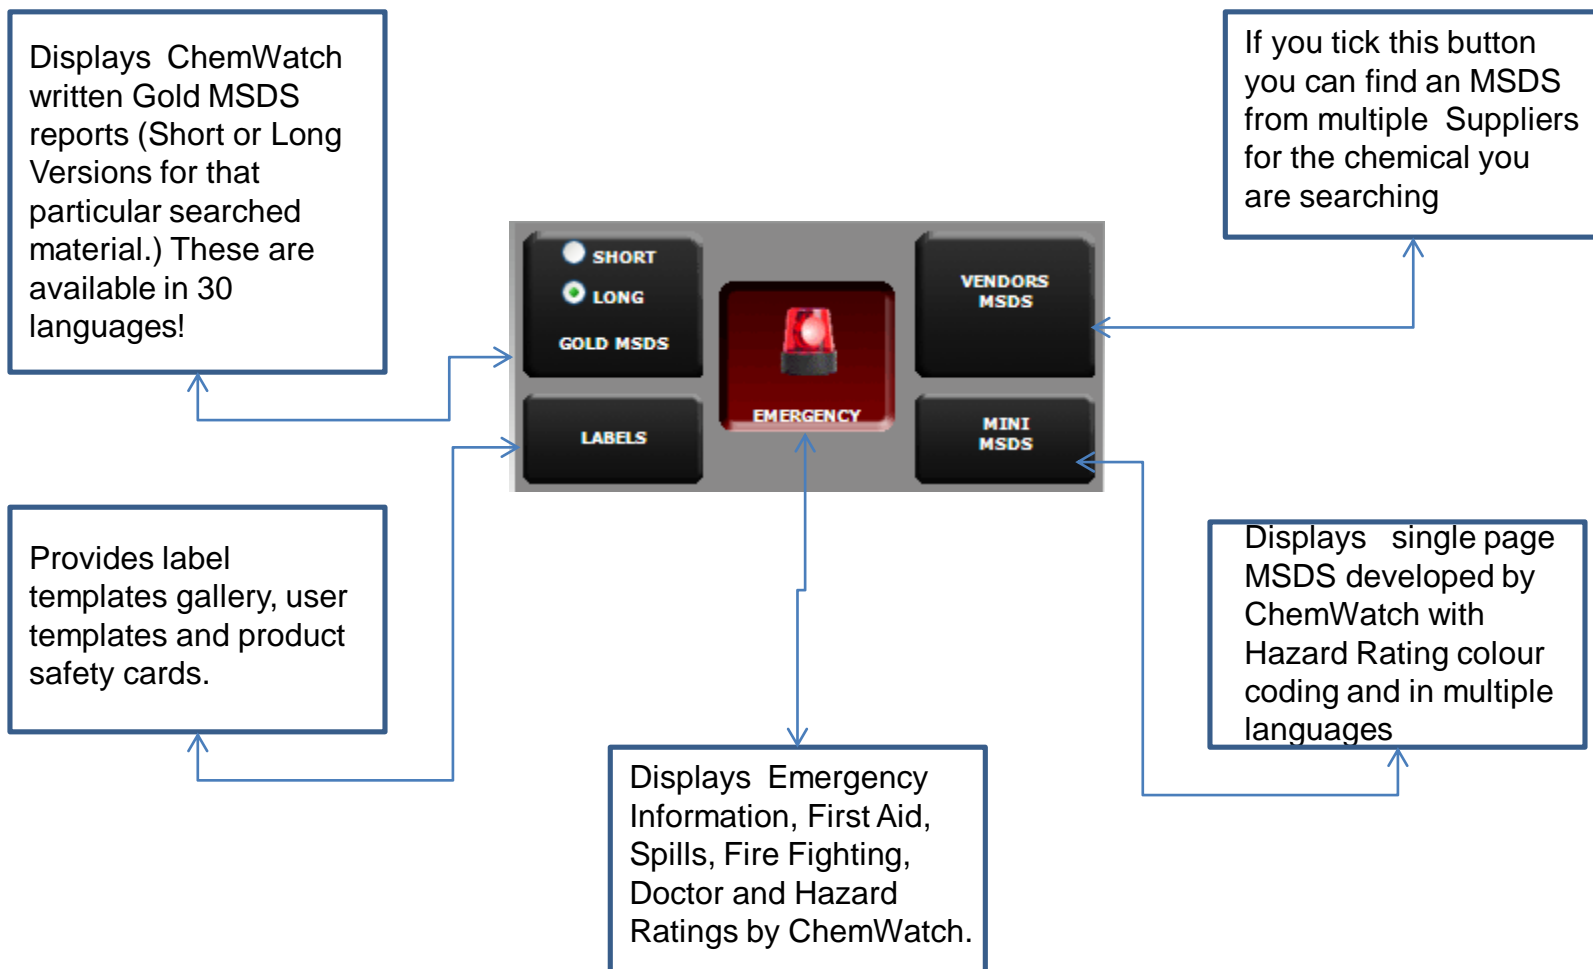 Displays ChemWatch
written Gold MSDS
reports (Short or Long
Versions for that
particular searched
material.) These are
available in 30
languages!
If you tick this button
you can find an MSDS
from multiple Suppliers
for the chemical you
are searching
SHORT
LONG
GOLD MSDS
LABELS
EMERGENCY
VENDORS
MSDS
MINI
MSDS
Provides label
templates gallery, user
templates and product
safety cards.
Displays Emergency
Information, First Aid,
Spills, Fire Fighting,
Doctor and Hazard
Ratings by ChemWatch.
Displays single page
MSDS developed by
ChemWatch with
Hazard Rating colour
coding and in multiple
languages